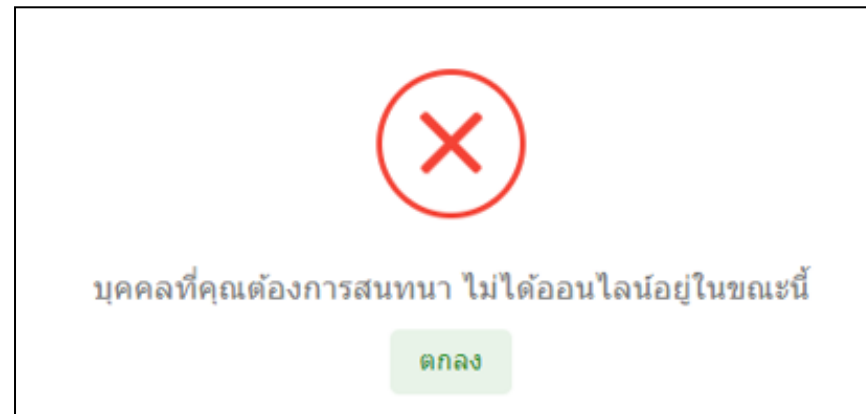 บุคคลที่คุณต้องการสนทนา ไม่ได้ออนไลน์อยู่ในขณะนี้
ตกลง